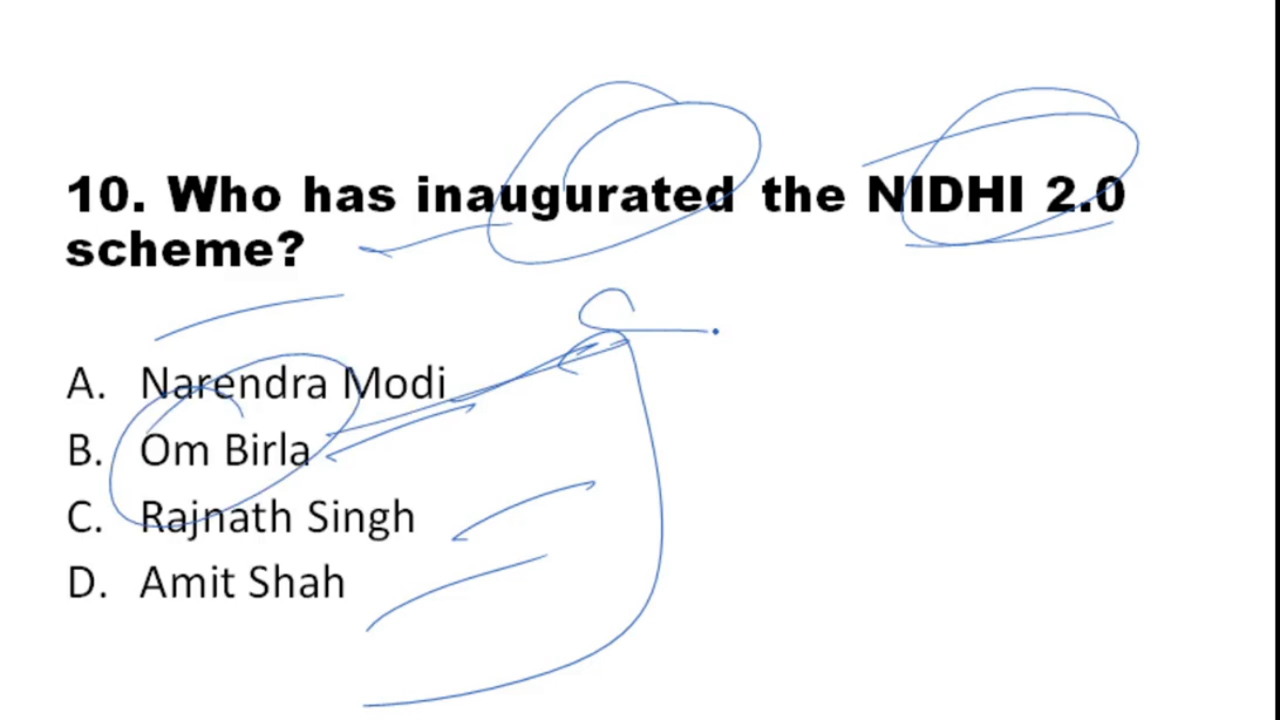 10. Who has inaugurated the NIDHI 2.0
scheme?
A. Narendra Modi
B. Om Birla
C. Rajnath Singh
D. Amit Shah